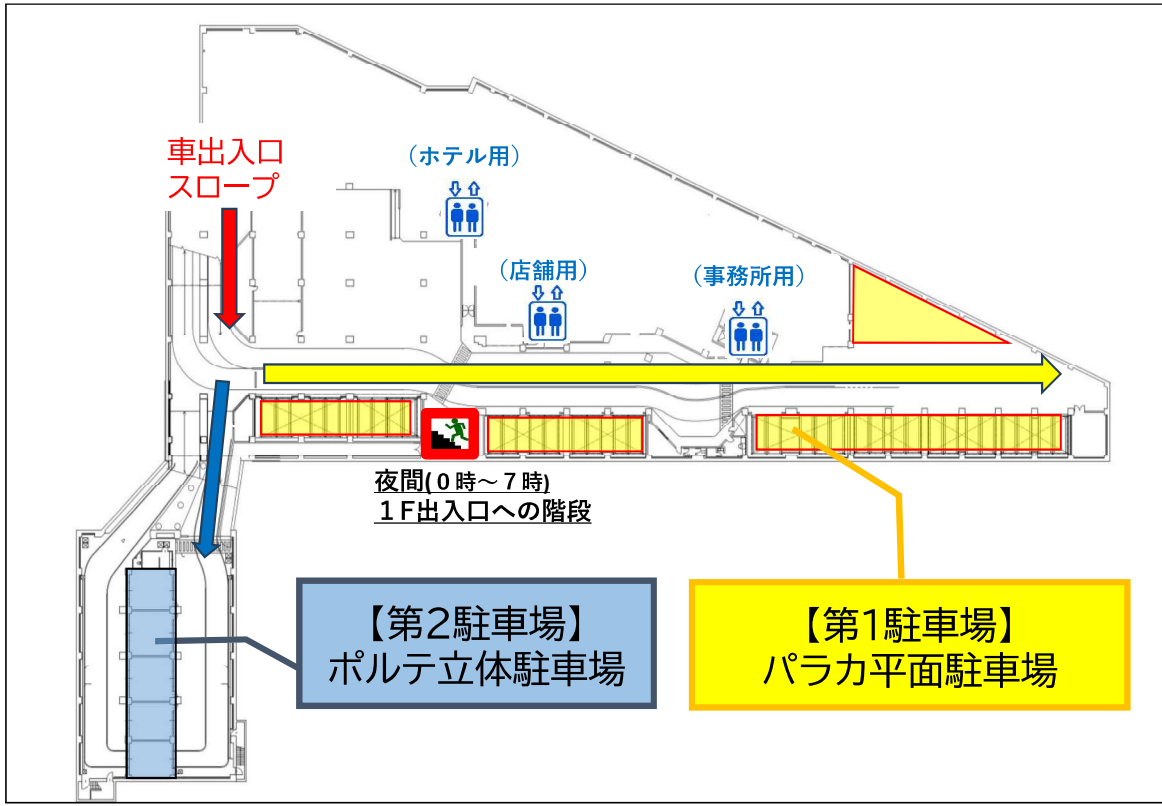 車出入口
スロープ
（ホテル用）
（店舗用）
（事務所用）
夜間(０時～７時)
１F出入口への階段
【第2駐車場】
ポルテ立体駐車場
【第1駐車場】
パラカ平面駐車場